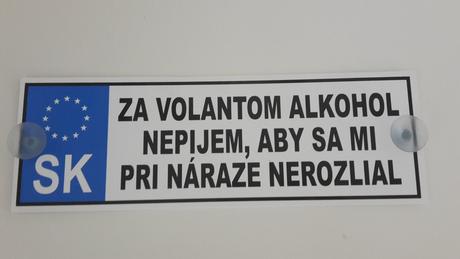 SK
ZA VOLANTOM ALKOHOL
NEPIJEM, ABY SA MI
PRI NÁRAZE NEROZLIAL